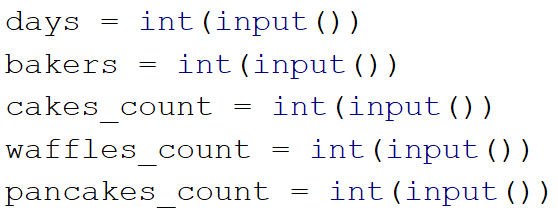 days = int(input())
bakers = int(input())
cakes_count = int(input())
waffles_count = int(input())
pancakes_count = int(input())